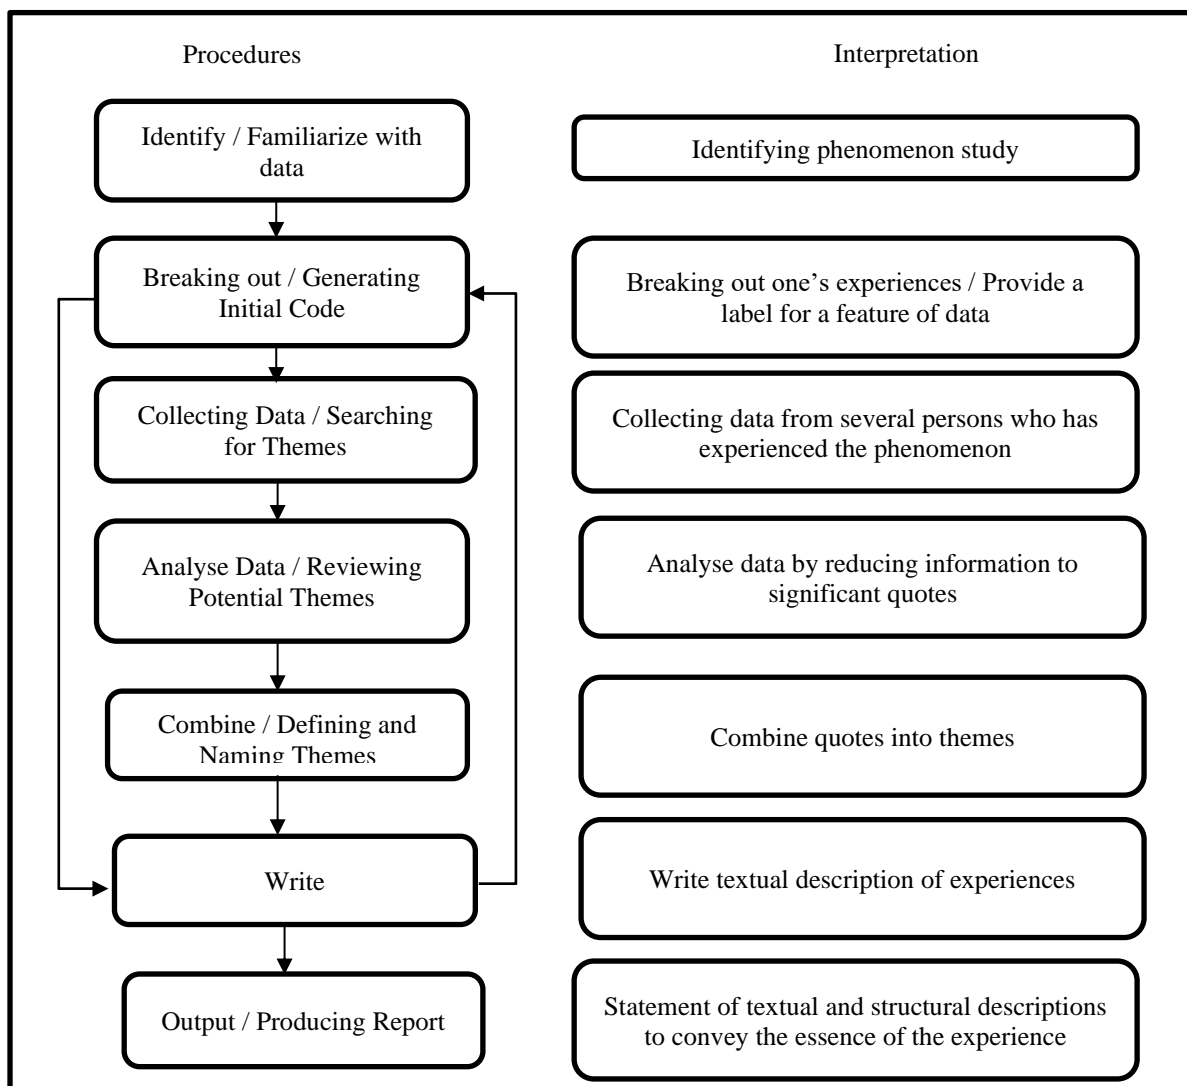 Procedures
Interpretation
Identify / Familiarize with
data
Identifying phenomenon study
Breaking out / Generating
Initial Code
Breaking out one’s experiences / Provide a
label for a feature of data
Collecting Data / Searching
for Themes
Collecting data from several persons who has
experienced the phenomenon
Analyse Data / Reviewing
Potential Themes
Analyse data by reducing information to
significant quotes
Combine / Defining and
Naming Themes
Combine quotes into themes
Write
Write textual description of experiences
Output / Producing Report
Statement of textual and structural descriptions
to convey the essence of the experience